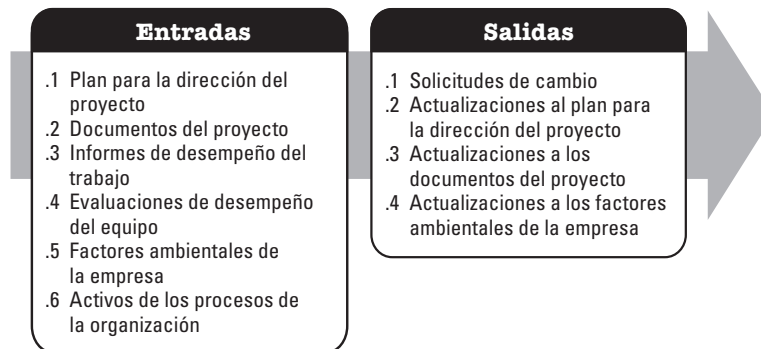 Entradas
.1 Plan para la dirección del
proyecto
.2 Documentos del proyecto
.3 Informes de desempeño del
trabajo
.4 Evaluaciones de desempeño
del equipo
.5 Factores ambientales de
la empresa
.6 Activos de los procesos de
la organización
Salidas
.1 Solicitudes de cambio
.2 Actualizaciones al plan para
la dirección del proyecto
.3 Actualizaciones a los
documentos del proyecto
.4 Actualizaciones a los factores
ambientales de la empresa